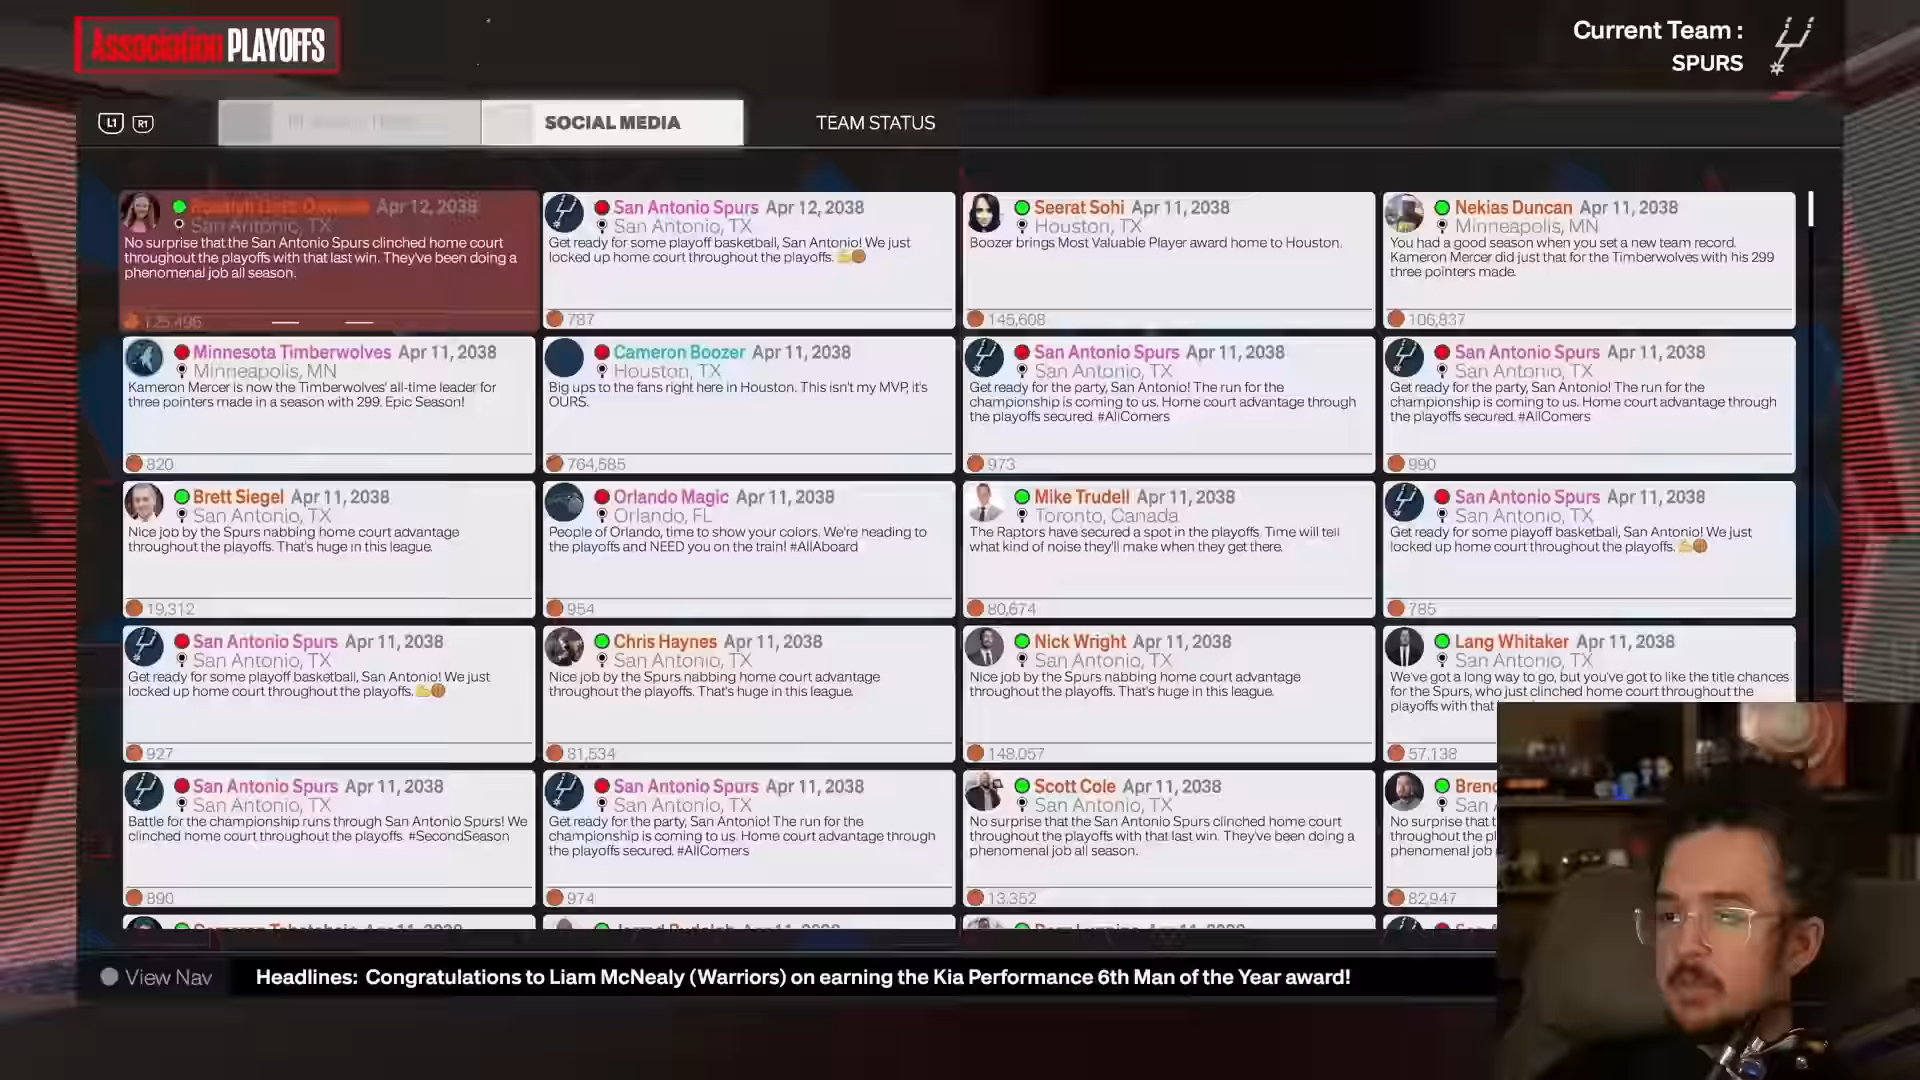 Association PLAYOFFS
Current Team :
SPURS
L1 R1
SOCIAL MEDIA
TEAM STATUS
Apr 12, 2038
San Antonio, TX
No surprise that the San Antonio Spurs clinched home court
throughout the playoffs with that last win. They've been doing a
phenomenal job all season.
125,495
San Antonio Spurs Apr 12, 2038
San Antonio, TX
Get ready for some playoff basketball, San Antonio! We just
locked up home court throughout the playoffs.
787
Seerat Sohi Apr 11, 2038
Houston, TX
Boozer brings Most Valuable Player award home to Houston.
145,608
Nekias Duncan Apr 11, 2038
Minneapolis, MN
You had a good season when you set a new team record.
Kameron Mercer did just that for the Timberwolves with his 299
three pointers made.
106,837
Minnesota Timberwolves Apr 11, 2038
Minneapolis, MN
Kameron Mercer is now the Timberwolves' all-time leader for
three pointers made in a season with 299. Epic Season!
820
Cameron Boozer Apr 11, 2038
Houston, TX
Big ups to the fans right here in Houston. This isn't my MVP, it's
OURS.
764,585
San Antonio Spurs Apr 11, 2038
San Antonio, TX
Get ready for the party, San Antonio! The run for the
championship is coming to us. Home court advantage through
the playoffs secured. #AllComers
973
San Antonio Spurs Apr 11, 2038
San Antonio, TX
Get ready for the party, San Antonio! The run for the
championship is coming to us. Home court advantage through
the playoffs secured. #AllComers
990
Brett Siegel Apr 11, 2038
San Antonio, TX
Nice job by the Spurs nabbing home court advantage
throughout the playoffs. That's huge in this league.
19,312
Orlando Magic Apr 11, 2038
Orlando, FL
People of Orlando, time to show your colors. We're heading to
the playoffs and NEED you on the train! #AllAboard
954
Mike Trudell Apr 11, 2038
Toronto, Canada
The Raptors have secured a spot in the playoffs. Time will tell
what kind of noise they'll make when they get there.
80,674
San Antonio Spurs Apr 11, 2038
San Antonio, TX
Get ready for some playoff basketball, San Antonio! We just
locked up home court throughout the playoffs.
785
San Antonio Spurs Apr 11, 2038
San Antonio, TX
Get ready for some playoff basketball, San Antonio! We just
locked up home court throughout the playoffs.
927
Chris Haynes Apr 11, 2038
San Antonio, TX
Nice job by the Spurs nabbing home court advantage
throughout the playoffs. That's huge in this league.
81,534
Nick Wright Apr 11, 2038
San Antonio, TX
Nice job by the Spurs nabbing home court advantage
throughout the playoffs. That's huge in this league.
148,057
Lang Whitaker Apr 11, 2038
San Antonio, TX
We've got a long way to go, but you've got to like the title chances
for the Spurs, who just clinched home court throughout the
playoffs with that
57,138
San Antonio Spurs Apr 11, 2038
San Antonio, TX
Battle for the championship runs through San Antonio Spurs! We
clinched home court throughout the playoffs. #SecondSeason
890
San Antonio Spurs Apr 11, 2038
San Antonio, TX
Get ready for the party, San Antonio! The run for the
championship is coming to us. Home court advantage through
the playoffs secured. #AllComers
974
Scott Cole Apr 11, 2038
San Antonio, TX
No surprise that the San Antonio Spurs clinched home court
throughout the playoffs with that last win. They've been doing a
phenomenal job all season.
13,352
San
No surprise that
throughout the
phenomenal job
82,947
View Nav
Headlines: Congratulations to Liam McNealy (Warriors) on earning the Kia Performance 6th Man of the Year award!